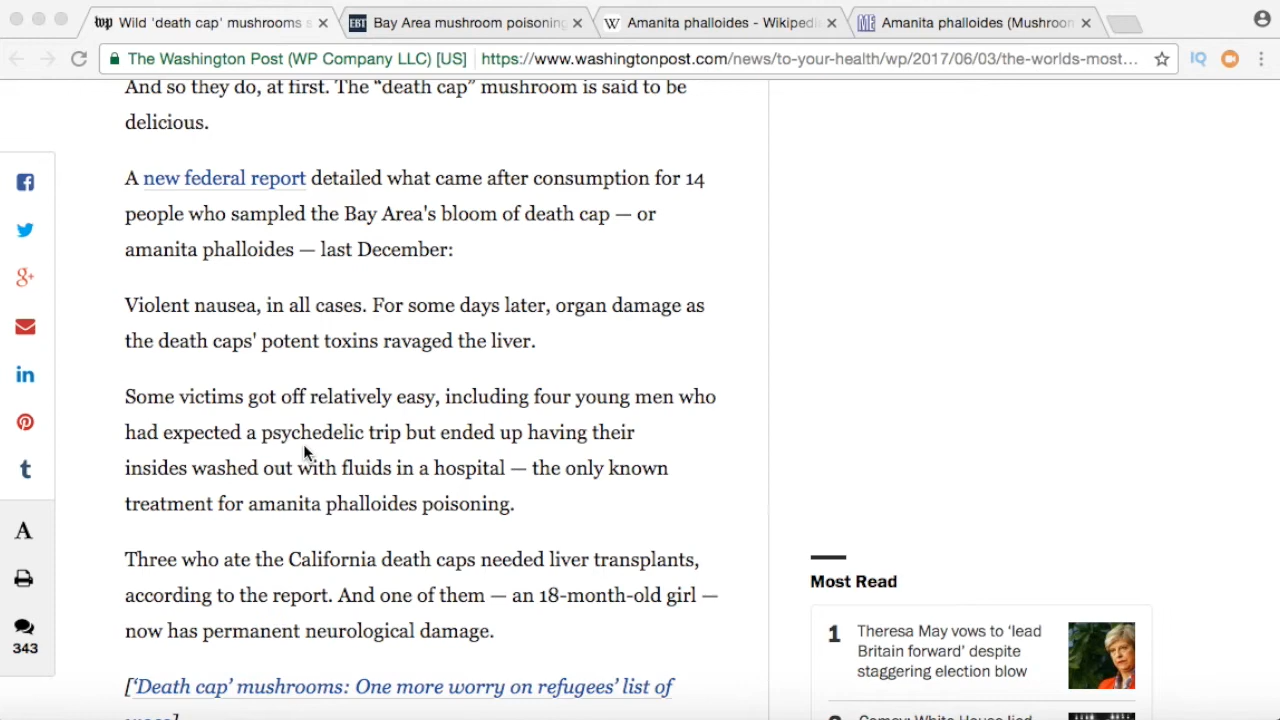 Wild 'death cap' mushrooms s
Bay Area mushroom poisoning
Amanita phalloides - Wikipedi
Amanita phalloides (Mushroom
The Washington Post (WP Company LLC) [US] https://www.washingtonpost.com/news/to-your-health/wp/2017/06/03/the-worlds-most...
And so they do, at first. The “death cap” mushroom is said to be
delicious.
A new federal report detailed what came after consumption for 14
people who sampled the Bay Area's bloom of death cap — or
amanita phalloides — last December:
Violent nausea, in all cases. For some days later, organ damage as
the death caps' potent toxins ravaged the liver.
Some victims got off relatively easy, including four young men who
had expected a psychedelic trip but ended up having their
insides washed out with fluids in a hospital — the only known
treatment for amanita phalloides poisoning.
Three who ate the California death caps needed liver transplants,
according to the report. And one of them — an 18-month-old girl —
now has permanent neurological damage.
[‘Death cap’ mushrooms: One more worry on refugees’ list of
343
Most Read
1 Theresa May vows to ‘lead
Britain forward’ despite
staggering election blow